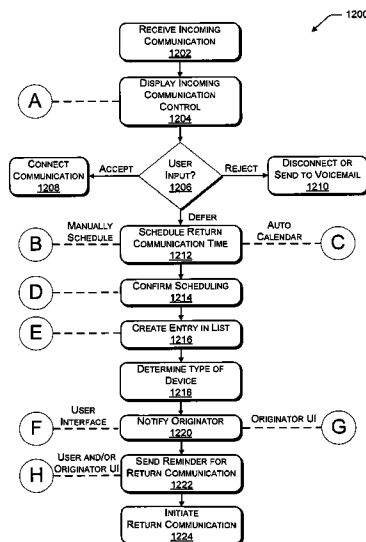 1200
RECEIVE INCOMING
COMMUNICATION
1202
A
DISPLAY INCOMING
COMMUNICATION
CONTROL
1204
CONNECT
COMMUNICATION
1208
ACCEPT
USER
INPUT?
1206
REJECT
DISCONNECT OR
SEND TO VOICEMAIL
1210
DEFER
B
MANUALLY
SCHEDULE
SCHEDULE RETURN
COMMUNICATION TIME
1212
AUTO
CALENDAR
C
D
CONFIRM SCHEDULING
1214
E
CREATE ENTRY IN LIST
1216
DETERMINE TYPE OF
DEVICE
1218
F
USER
INTERFACE
NOTIFY ORIGINATOR
1220
ORIGINATOR UI
G
H
USER AND/OR
ORIGINATOR UI
SEND REMINDER FOR
RETURN COMMUNICATION
1222
INITIATE
RETURN COMMUNICATION
1224